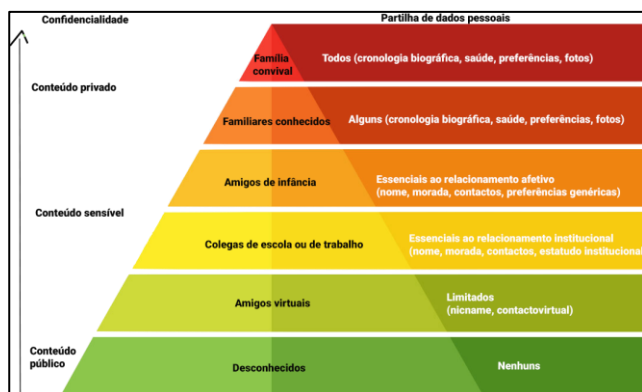 Confidencialidade
Partilha de dados pessoais
Família
convival
Todos (cronologia biográfica, saúde, preferências, fotos)
Conteúdo privado
Familiares conhecidos
Alguns (cronologia biográfica, saúde, preferências, fotos)
Amigos de infância
Essenciais ao relacionamento afetivo
(nome, morada, contactos, preferências genéricas)
Conteúdo sensível
Colegas de escola ou de trabalho
Essenciais ao relacionamento institucional
(nome, morada, contactos, estatudo institucional
Amigos virtuais
Limitados
(nicname, contactovirtual)
Conteúdo
público
Desconhecidos
Nenhuns